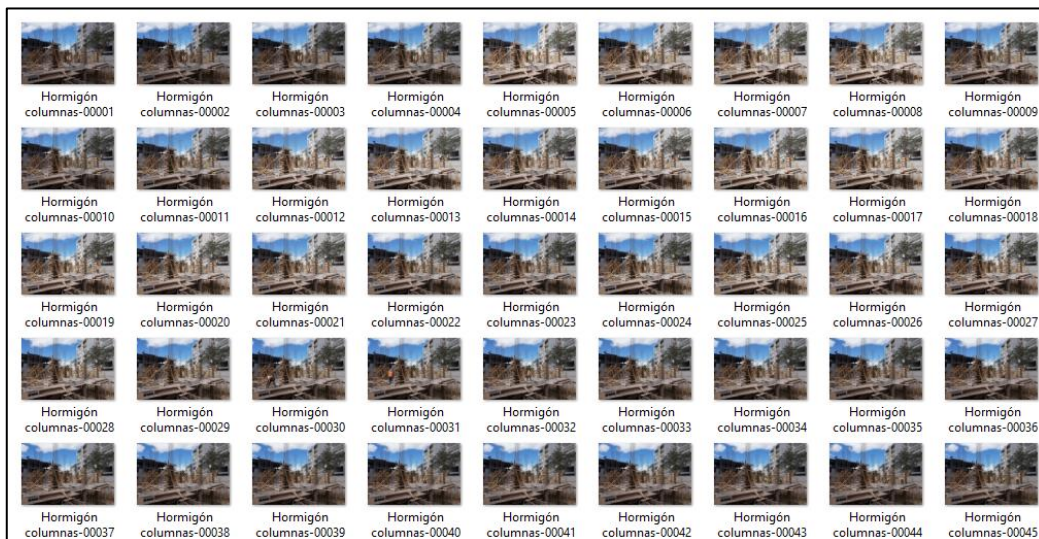 Hormigón Hormigón Hormigón Hormigón Hormigón Hormigón Hormigón Hormigón Hormigón
columnas-00001 columnas-00002 columnas-00003 columnas-00004 columnas-00005 columnas-00006 columnas-00007 columnas-00008 columnas-00009
Hormigón Hormigón Hormigón Hormigón Hormigón Hormigón Hormigón Hormigón Hormigón
columnas-00010 columnas-00011 columnas-00012 columnas-00013 columnas-00014 columnas-00015 columnas-00016 columnas-00017 columnas-00018
Hormigón Hormigón Hormigón Hormigón Hormigón Hormigón Hormigón Hormigón Hormigón
columnas-00019 columnas-00020 columnas-00021 columnas-00022 columnas-00023 columnas-00024 columnas-00025 columnas-00026 columnas-00027
Hormigón Hormigón Hormigón Hormigón Hormigón Hormigón Hormigón Hormigón Hormigón
columnas-00028 columnas-00029 columnas-00030 columnas-00031 columnas-00032 columnas-00033 columnas-00034 columnas-00035 columnas-00036
Hormigón Hormigón Hormigón Hormigón Hormigón Hormigón Hormigón Hormigón Hormigón
columnas-00037 columnas-00038 columnas-00039 columnas-00040 columnas-00041 columnas-00042 columnas-00043 columnas-00044 columnas-00045